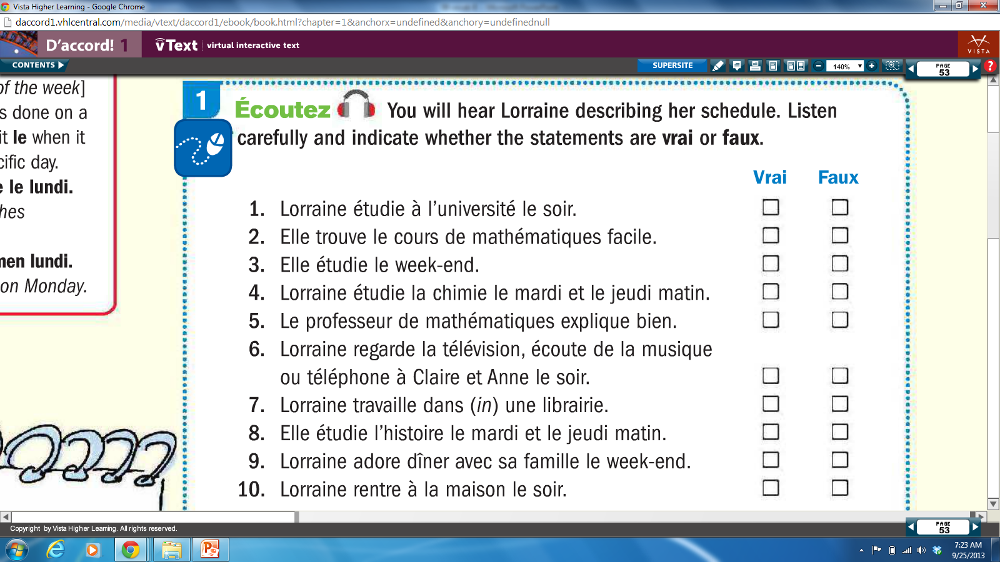 Vista Higher Learning - Google Chrome
daccord1.vhlcentral.com/media/vtext/daccord1/ebook/book.html?chapter=1&anchorx=undefined&anchory=undefinednull
D'accord! 1 vText virtual interactive text VISTA
CONTENTS SUPERSITE 140% PAGE 53 ?
of the week]
s done on a
it le when it
cific day.
e le lundi.
hes
men lundi.
on Monday.
1 Écoutez You will hear Lorraine describing her schedule. Listen
carefully and indicate whether the statements are vrai or faux.
Vrai Faux
1. Lorraine étudie à l'université le soir.
2. Elle trouve le cours de mathématiques facile.
3. Elle étudie le week-end.
4. Lorraine étudie la chimie le mardi et le jeudi matin.
5. Le professeur de mathématiques explique bien.
6. Lorraine regarde la télévision, écoute de la musique
ou téléphone à Claire et Anne le soir.
7. Lorraine travaille dans (in) une librairie.
8. Elle étudie l'histoire le mardi et le jeudi matin.
9. Lorraine adore dîner avec sa famille le week-end.
10. Lorraine rentre à la maison le soir.
Copyright by Vista Higher Learning. All rights reserved.
PAGE 53
7:23 AM
9/25/2013